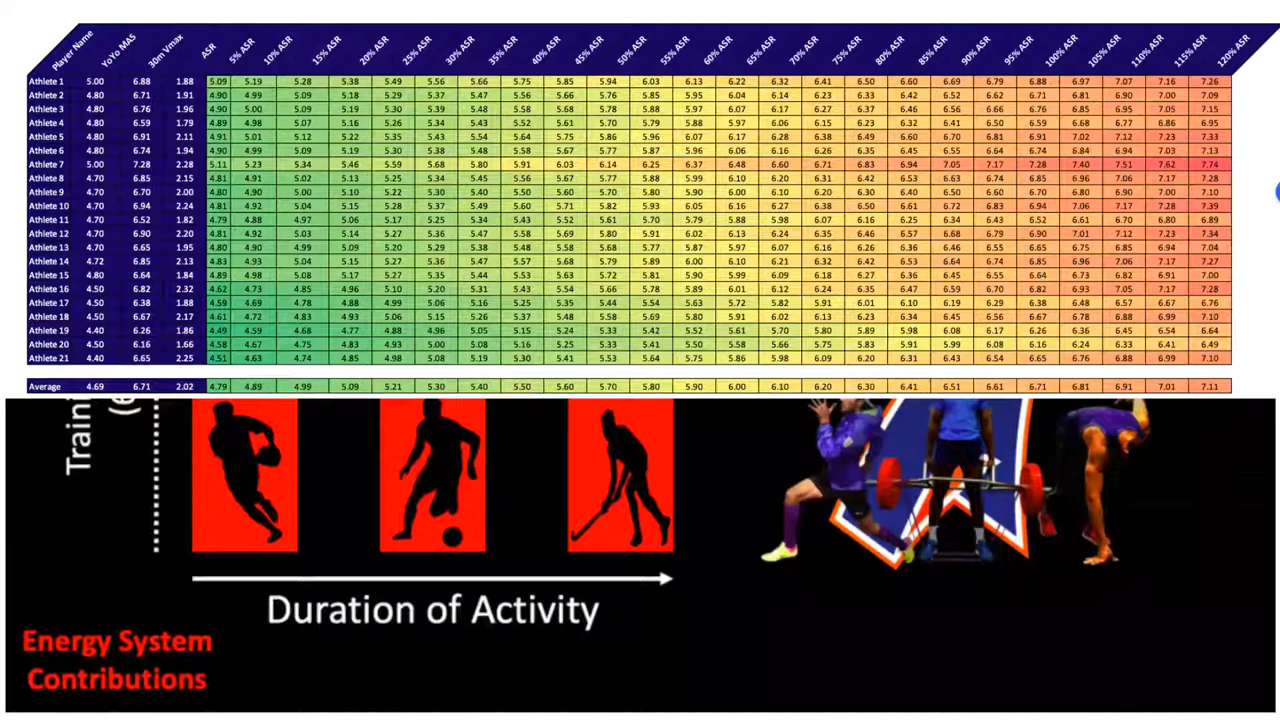 Player Name YoYo MAS 30m Vmax ASR 5% ASR 10% ASR 15% ASR 20% ASR 25% ASR 30% ASR 35% ASR 40% ASR 45% ASR 50% ASR 55% ASR 60% ASR 65% ASR 70% ASR 75% ASR 80% ASR 85% ASR 90% ASR 95% ASR 100% ASR 105% ASR 110% ASR 115% ASR 120% ASR
Athlete 1 5.00 6.88 1.88 5.09 5.19 5.28 5.38 5.49 5.56 5.66 5.75 5.85 5.94 6.03 6.13 6.22 6.32 6.41 6.50 6.60 6.69 6.79 6.88 6.97 7.07 7.16 7.26
Athlete 2 4.80 6.71 1.91 4.90 4.99 5.09 5.18 5.29 5.37 5.47 5.56 5.66 5.76 5.85 5.95 6.04 6.14 6.23 6.33 6.42 6.52 6.62 6.71 6.81 6.90 7.00 7.09
Athlete 3 4.80 6.76 1.96 4.90 5.00 5.09 5.19 5.30 5.39 5.48 5.58 5.68 5.78 5.88 5.97 6.07 6.17 6.27 6.36 6.46 6.56 6.66 6.76 6.85 6.95 7.05 7.15
Athlete 4 4.80 6.59 1.79 4.89 4.98 5.07 5.16 5.26 5.34 5.43 5.52 5.61 5.70 5.79 5.88 5.97 6.06 6.15 6.23 6.32 6.41 6.50 6.59 6.68 6.77 6.86 6.95
Athlete 5 4.80 6.91 2.11 4.91 5.01 5.12 5.22 5.35 5.43 5.54 5.64 5.75 5.86 5.96 6.07 6.17 6.28 6.38 6.49 6.60 6.70 6.81 6.91 7.02 7.12 7.23 7.33
Athlete 6 4.80 6.74 1.94 4.90 4.99 5.09 5.19 5.30 5.38 5.48 5.58 5.67 5.77 5.87 5.96 6.06 6.16 6.26 6.35 6.45 6.55 6.64 6.74 6.84 6.94 7.03 7.13
Athlete 7 5.00 7.28 2.28 5.11 5.23 5.34 5.46 5.59 5.68 5.80 5.91 6.03 6.14 6.25 6.37 6.48 6.60 6.71 6.83 6.94 7.05 7.17 7.28 7.40 7.51 7.62 7.74
Athlete 8 4.70 6.85 2.15 4.81 4.91 5.02 5.13 5.25 5.34 5.45 5.56 5.67 5.77 5.88 5.99 6.10 6.20 6.31 6.42 6.53 6.63 6.74 6.85 6.96 7.06 7.17 7.28
Athlete 9 4.70 6.70 2.00 4.80 4.90 5.00 5.10 5.22 5.30 5.40 5.50 5.60 5.70 5.80 5.90 6.00 6.10 6.20 6.30 6.40 6.50 6.60 6.70 6.80 6.90 7.00 7.10
Athlete 10 4.70 6.94 2.24 4.81 4.92 5.04 5.15 5.28 5.37 5.49 5.60 5.71 5.82 5.93 6.05 6.16 6.27 6.38 6.50 6.61 6.72 6.83 6.94 7.06 7.17 7.28 7.39
Athlete 11 4.70 6.52 1.82 4.79 4.88 4.97 5.06 5.17 5.25 5.34 5.43 5.52 5.61 5.70 5.79 5.88 5.98 6.07 6.16 6.25 6.34 6.43 6.52 6.61 6.70 6.80 6.89
Athlete 12 4.70 6.90 2.20 4.81 4.92 5.03 5.14 5.27 5.36 5.47 5.58 5.69 5.80 5.91 6.02 6.13 6.24 6.35 6.46 6.57 6.68 6.79 6.90 7.01 7.12 7.23 7.34
Athlete 13 4.70 6.65 1.95 4.80 4.90 4.99 5.09 5.20 5.29 5.38 5.48 5.58 5.68 5.77 5.87 5.97 6.07 6.16 6.26 6.36 6.46 6.55 6.65 6.75 6.85 6.94 7.04
Athlete 14 4.72 6.85 2.13 4.83 4.93 5.04 5.15 5.27 5.36 5.47 5.57 5.68 5.79 5.89 6.00 6.10 6.21 6.32 6.42 6.53 6.64 6.74 6.85 6.96 7.06 7.17 7.27
Athlete 15 4.80 6.64 1.84 4.89 4.98 5.08 5.17 5.27 5.35 5.44 5.53 5.63 5.72 5.81 5.90 5.99 6.09 6.18 6.27 6.36 6.45 6.55 6.64 6.73 6.82 6.91 7.00
Athlete 16 4.50 6.82 2.32 4.62 4.73 4.85 4.96 5.10 5.20 5.31 5.43 5.54 5.66 5.78 5.89 6.01 6.12 6.24 6.35 6.47 6.59 6.70 6.82 6.93 7.05 7.17 7.28
Athlete 17 4.50 6.38 1.88 4.59 4.69 4.78 4.88 4.99 5.06 5.16 5.25 5.35 5.44 5.54 5.63 5.72 5.82 5.91 6.01 6.10 6.19 6.29 6.38 6.48 6.57 6.67 6.76
Athlete 18 4.50 6.67 2.17 4.61 4.72 4.83 4.93 5.06 5.15 5.26 5.37 5.48 5.58 5.69 5.80 5.91 6.02 6.13 6.23 6.34 6.45 6.56 6.67 6.78 6.88 6.99 7.10
Athlete 19 4.40 6.26 1.86 4.49 4.59 4.68 4.77 4.88 4.96 5.05 5.15 5.24 5.33 5.42 5.52 5.61 5.70 5.80 5.89 5.98 6.08 6.17 6.26 6.36 6.45 6.54 6.64
Athlete 20 4.50 6.16 1.66 4.58 4.67 4.75 4.83 4.93 5.00 5.08 5.16 5.25 5.33 5.41 5.50 5.58 5.66 5.75 5.83 5.91 5.99 6.08 6.16 6.24 6.33 6.41 6.49
Athlete 21 4.40 6.65 2.25 4.51 4.63 4.74 4.85 4.98 5.08 5.19 5.30 5.41 5.53 5.64 5.75 5.86 5.98 6.09 6.20 6.31 6.43 6.54 6.65 6.76 6.88 6.99 7.10
Average 4.69 6.71 2.02 4.79 4.89 4.99 5.09 5.21 5.30 5.40 5.50 5.60 5.70 5.80 5.90 6.00 6.10 6.20 6.30 6.41 6.51 6.61 6.71 6.81 6.91 7.01 7.11
Duration of Activity
Energy System
Contributions